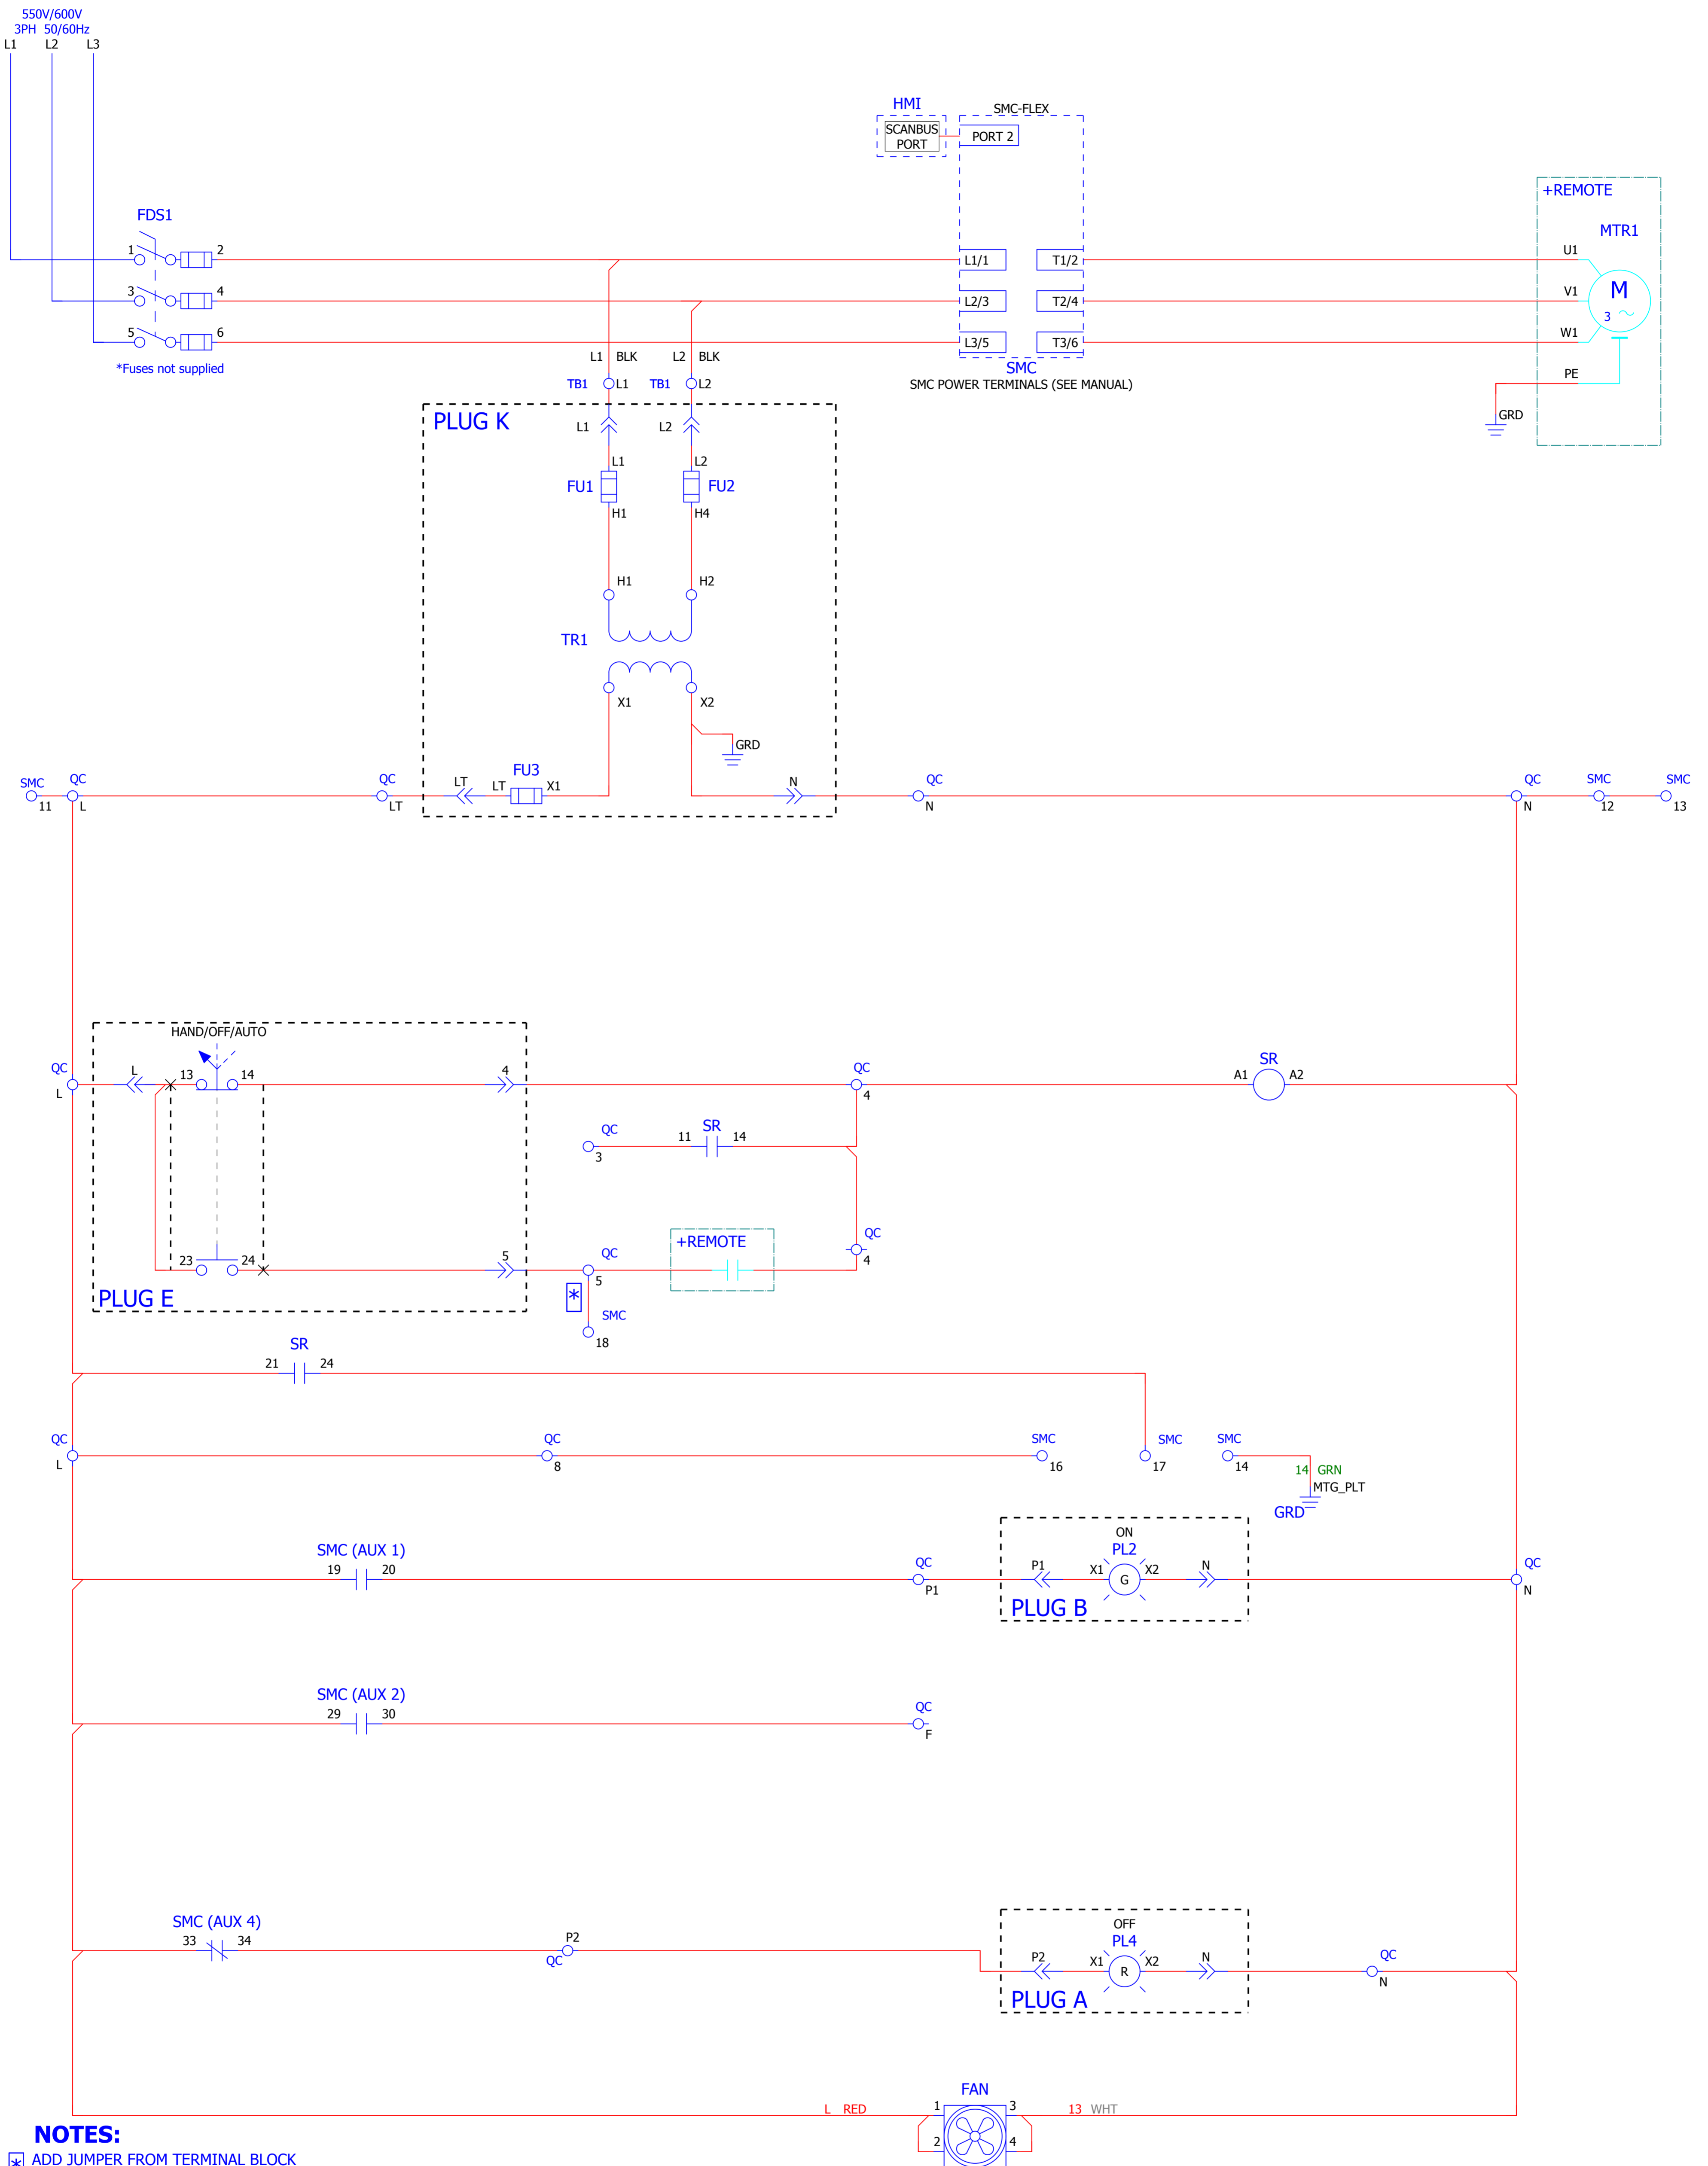 550V/600V
3PH 50/60Hz
L1 L2 L3
HMI
SCANBUS
PORT
SMC-FLEX
PORT 2
+REMOTE
MTR1
FDS1
1 2
L1/1 T1/2
U1
3 4
L2/3 T2/4
V1
M
3
5 6
L3/5 T3/6
W1
*Fuses not supplied
L1 BLK L2 BLK
SMC
SMC POWER TERMINALS (SEE MANUAL)
PE
GRD
TB1 L1 TB1 L2
PLUG K
L1 L2
L1 L2
FU1 FU2
H1 H4
H1 H2
TR1
X1 X2
GRD
SMC QC QC LT LT FU3 X1 N QC QC SMC SMC
11 L LT N N 12 13
HAND/OFF/AUTO
QC L 13 14 4 QC A1 SR A2
L 4
QC 11 SR 14
3
+REMOTE
QC
4
23 24 5 QC
5
PLUG E
*
SMC
18
SR
21 24
QC QC SMC SMC SMC
L 8 16 17 14
14 GRN
MTG_PLT
GRD
SMC (AUX 1)
19 20
QC
P1
ON
PL2
P1 X1 G X2 N
PLUG B
QC
N
SMC (AUX 2)
29 30
QC
F
SMC (AUX 4)
33 34
P2
QC
OFF
PL4
P2 X1 R X2 N
PLUG A
QC
N
FAN
L RED 1 3 13 WHT
2 4
NOTES:
* ADD JUMPER FROM TERMINAL BLOCK